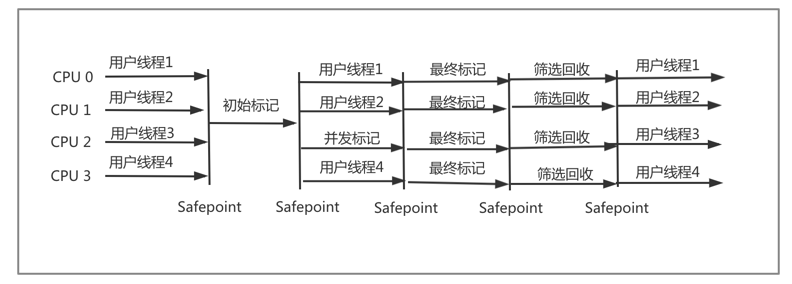 CPU 0 用户线程1 用户线程1 最终标记 筛选回收 用户线程1
CPU 1 用户线程2 初始标记 用户线程2 最终标记 筛选回收 用户线程2
CPU 2 用户线程3 并发标记 最终标记 筛选回收 用户线程3
CPU 3 用户线程4 用户线程4 最终标记 筛选回收 用户线程4
Safepoint Safepoint Safepoint Safepoint Safepoint